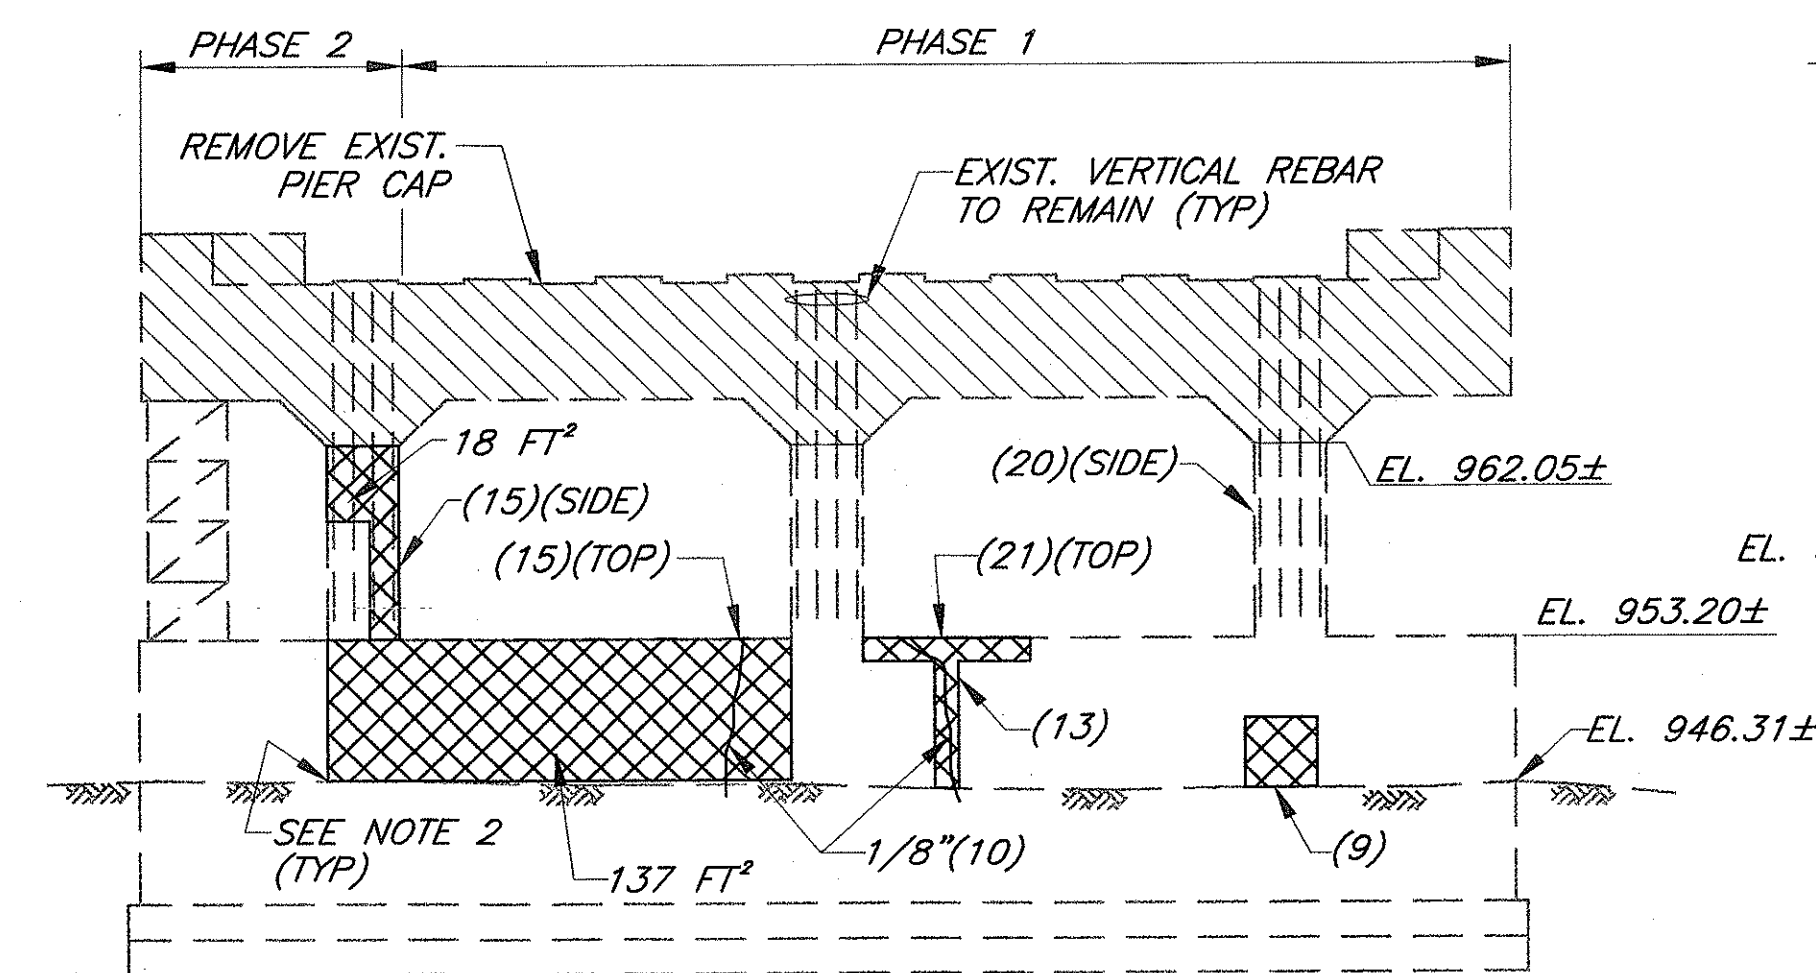 PHASE 2
PHASE 1
REMOVE EXIST.
PIER CAP
EXIST. VERTICAL REBAR
TO REMAIN (TYP)
18 FT²
(15)(SIDE)
(15)(TOP)
(20)(SIDE)
EL. 962.05±
(21)(TOP)
EL.
EL. 953.20±
(13)
EL. 946.31±
SEE NOTE 2
(TYP)
137 FT²
1/8"(10)
(9)